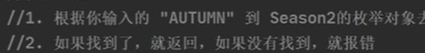 //1. 根据你输入的 "AUTUMN" 到 Season2的枚举对象去
//2. 如果找到了，就返回，如果没有找到，就报错